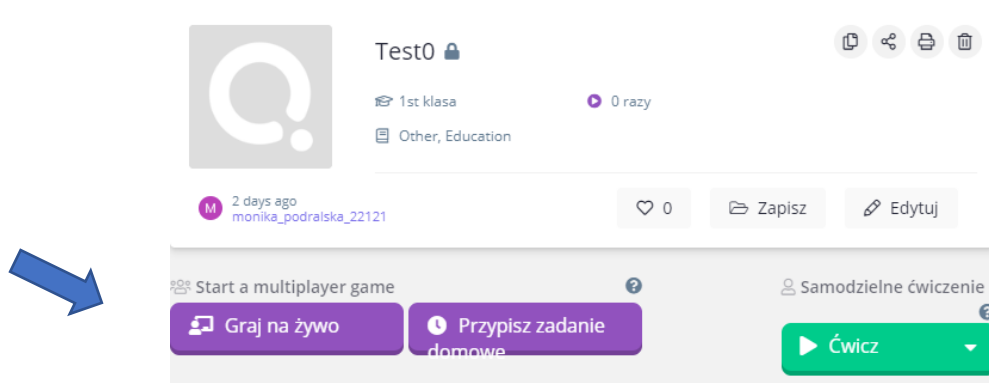 Test0
1st klasa
0 razy
Other, Education
M
2 days ago
monika_podralska_22121
0
Zapisz
Edytuj
Start a multiplayer game
Samodzielne ćwiczenie
Graj na żywo
Przypisz zadanie
domowe
Ćwicz